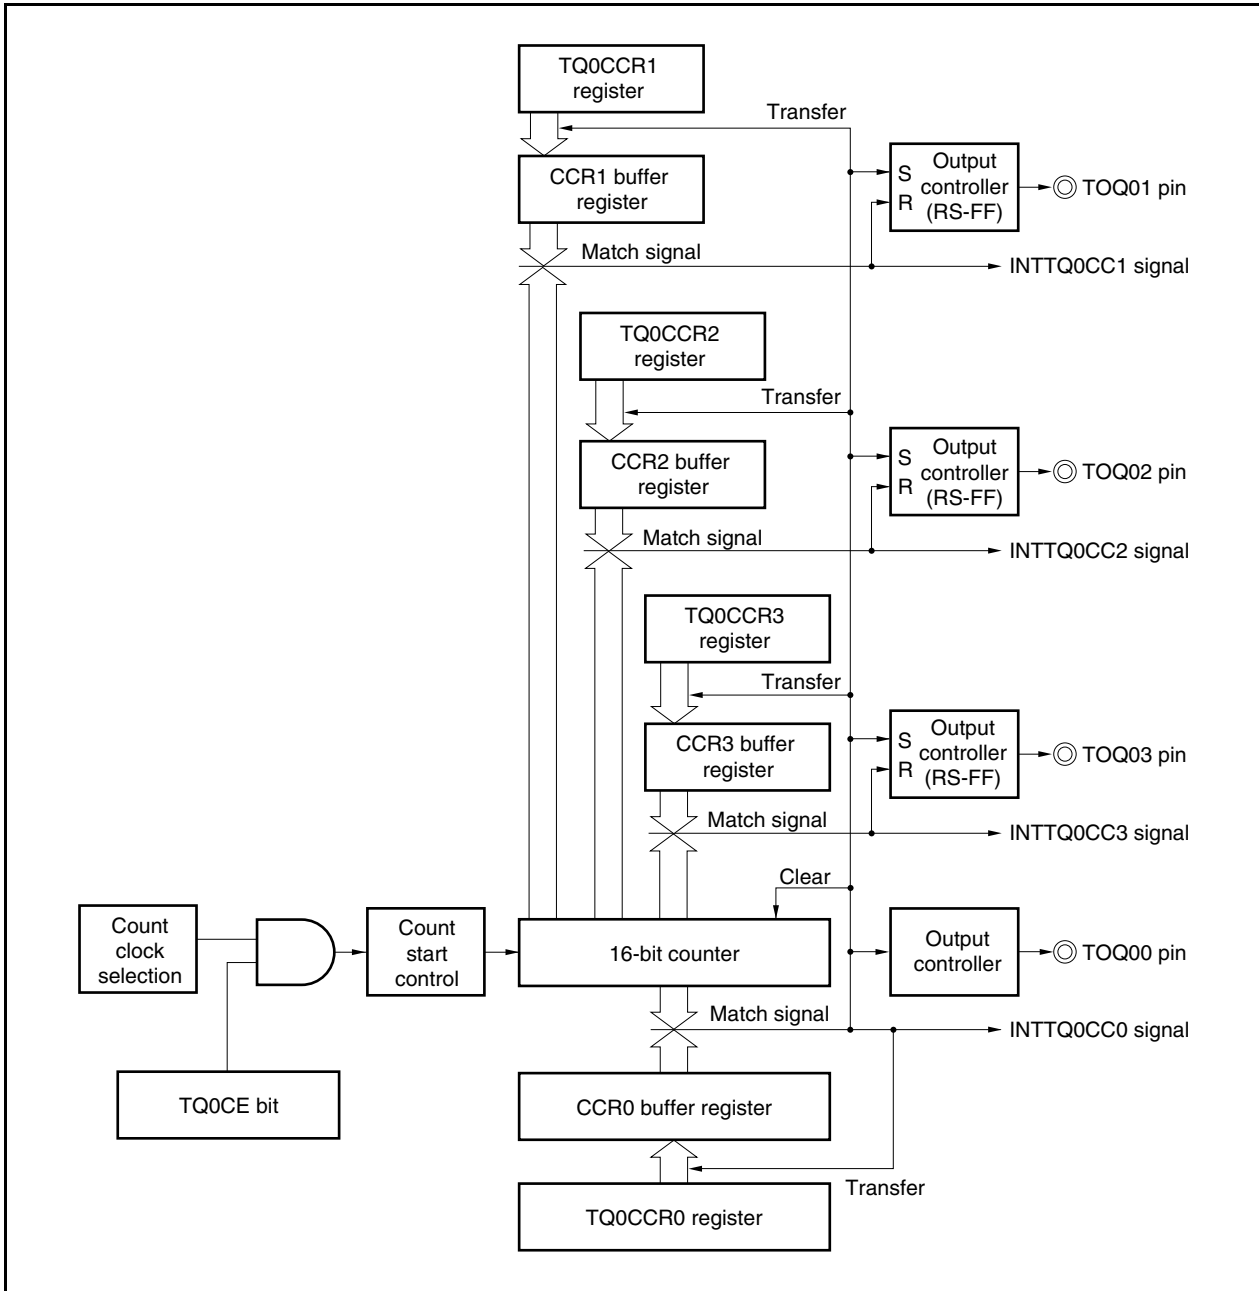 TQ0CCR1
register
Transfer
CCR1 buffer
register
S
R
Output
controller
(RS-FF)
TOQ01 pin
Match signal
INTTQ0CC1 signal
TQ0CCR2
register
Transfer
CCR2 buffer
register
S
R
Output
controller
(RS-FF)
TOQ02 pin
Match signal
INTTQ0CC2 signal
TQ0CCR3
register
Transfer
CCR3 buffer
register
S
R
Output
controller
(RS-FF)
TOQ03 pin
Match signal
INTTQ0CC3 signal
Clear
Count
clock
selection
Count
start
control
16-bit counter
Output
controller
TOQ00 pin
Match signal
INTTQ0CC0 signal
TQ0CE bit
CCR0 buffer register
Transfer
TQ0CCR0 register